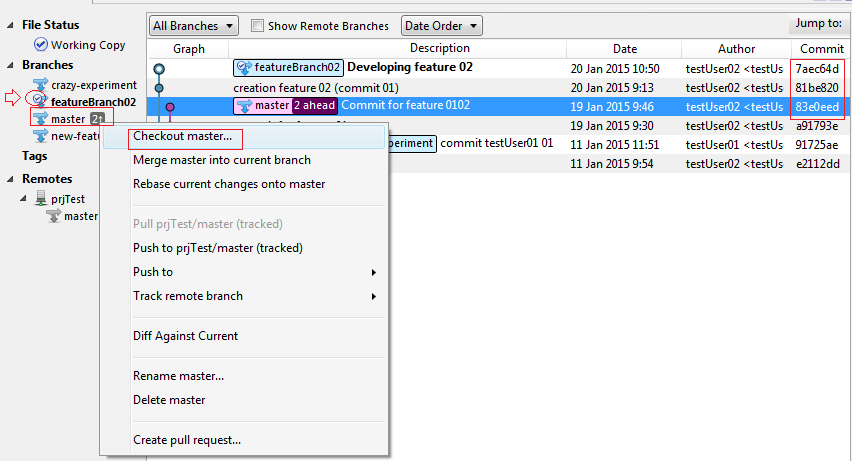 All Branches
Show Remote Branches
Date Order
Jump to:
File Status
Working Copy
Branches
crazy-experiment
featureBranch02
master 2↑
new-featu
Tags
Remotes
prjTest
master
Graph Description Date Author Commit
featureBranch02 Developing feature 02 20 Jan 2015 10:50 testUser02 <testUs 7aec64d
creation feature 02 (commit 01) 20 Jan 2015 9:13 testUser02 <testUs 81be820
master 2 ahead Commit for feature 0102 19 Jan 2015 9:46 testUser02 <testUs 83e0eed
19 Jan 2015 9:30 testUser02 <testUs a91793e
periment commit testUser01 01 11 Jan 2015 11:51 testUser01 <testUs 91725ae
11 Jan 2015 9:54 testUser02 <testUs e2112dd
Checkout master...
Merge master into current branch
Rebase current changes onto master
Pull prjTest/master (tracked)
Push to prjTest/master (tracked)
Push to
Track remote branch
Diff Against Current
Rename master...
Delete master
Create pull request...